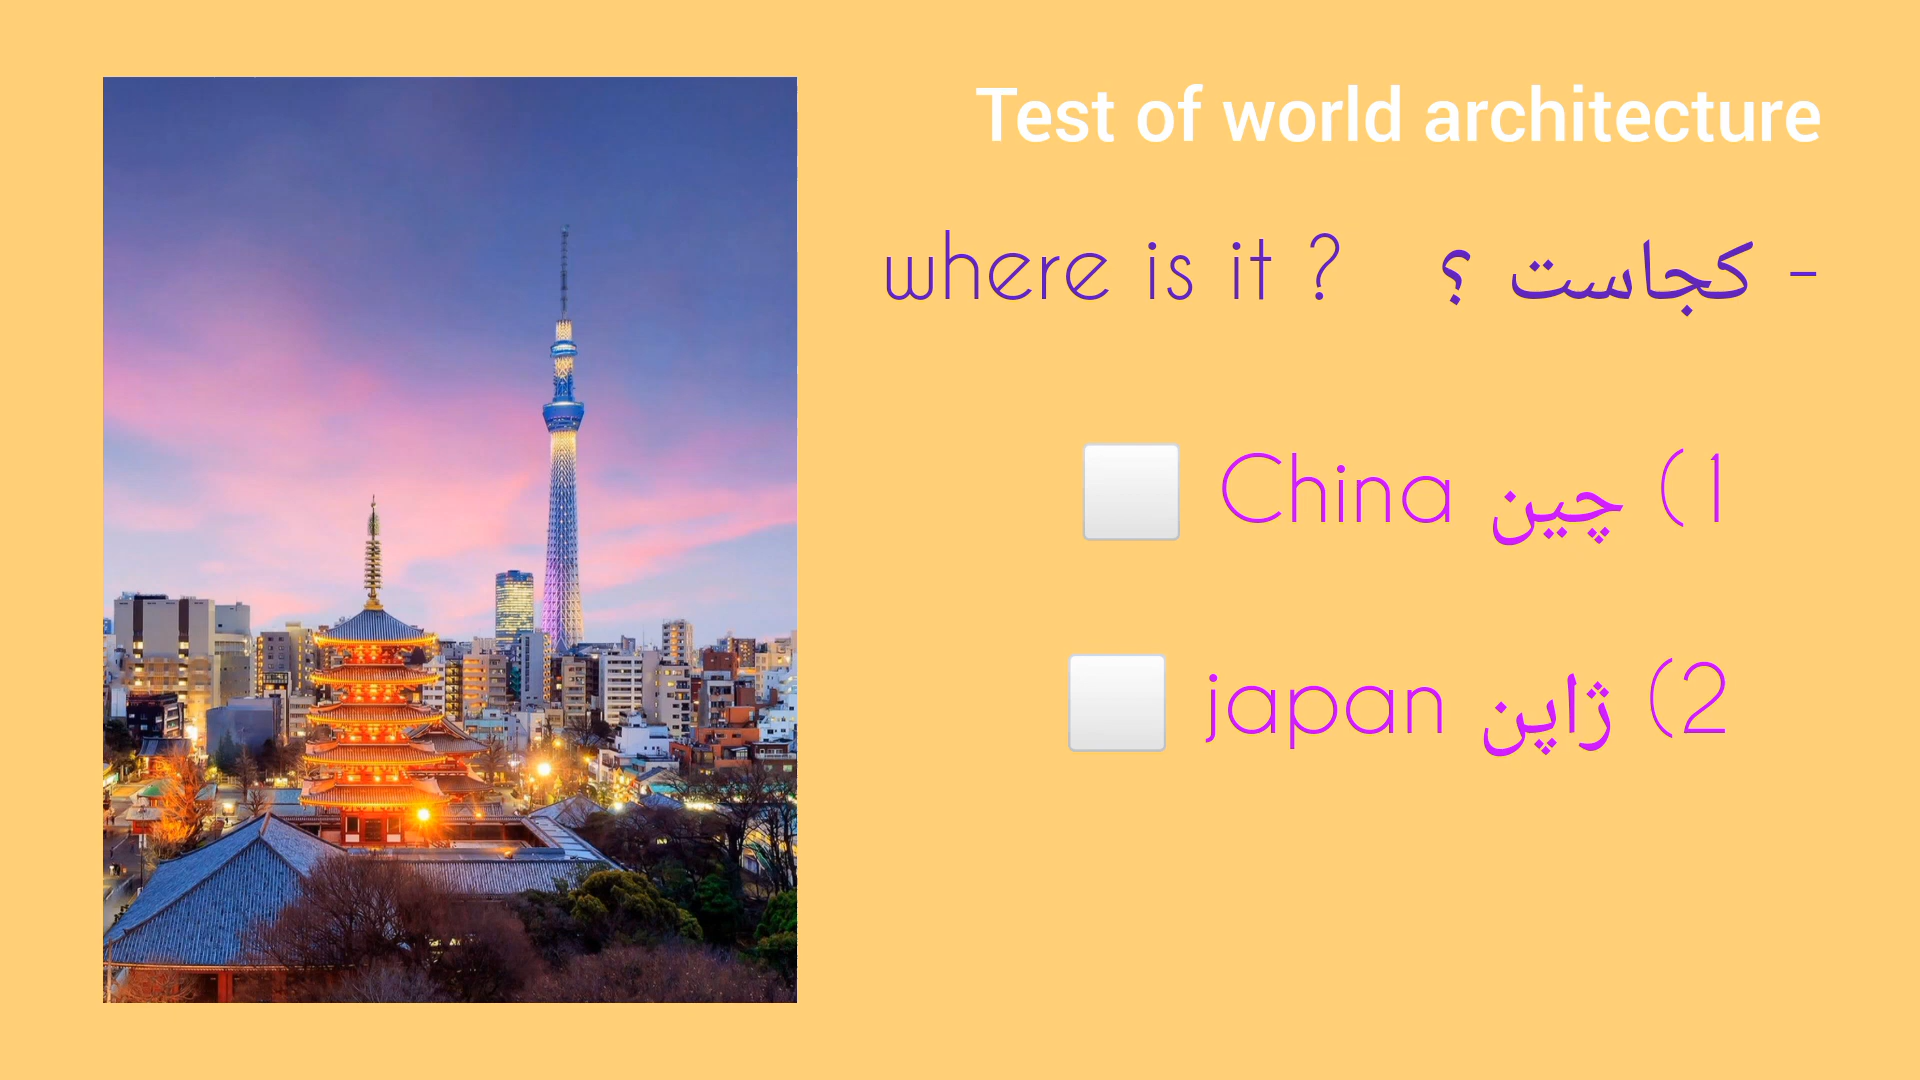 Test of world architecture
- کجاست ؟ where is it ?
1) چین China
2) ژاپن japan